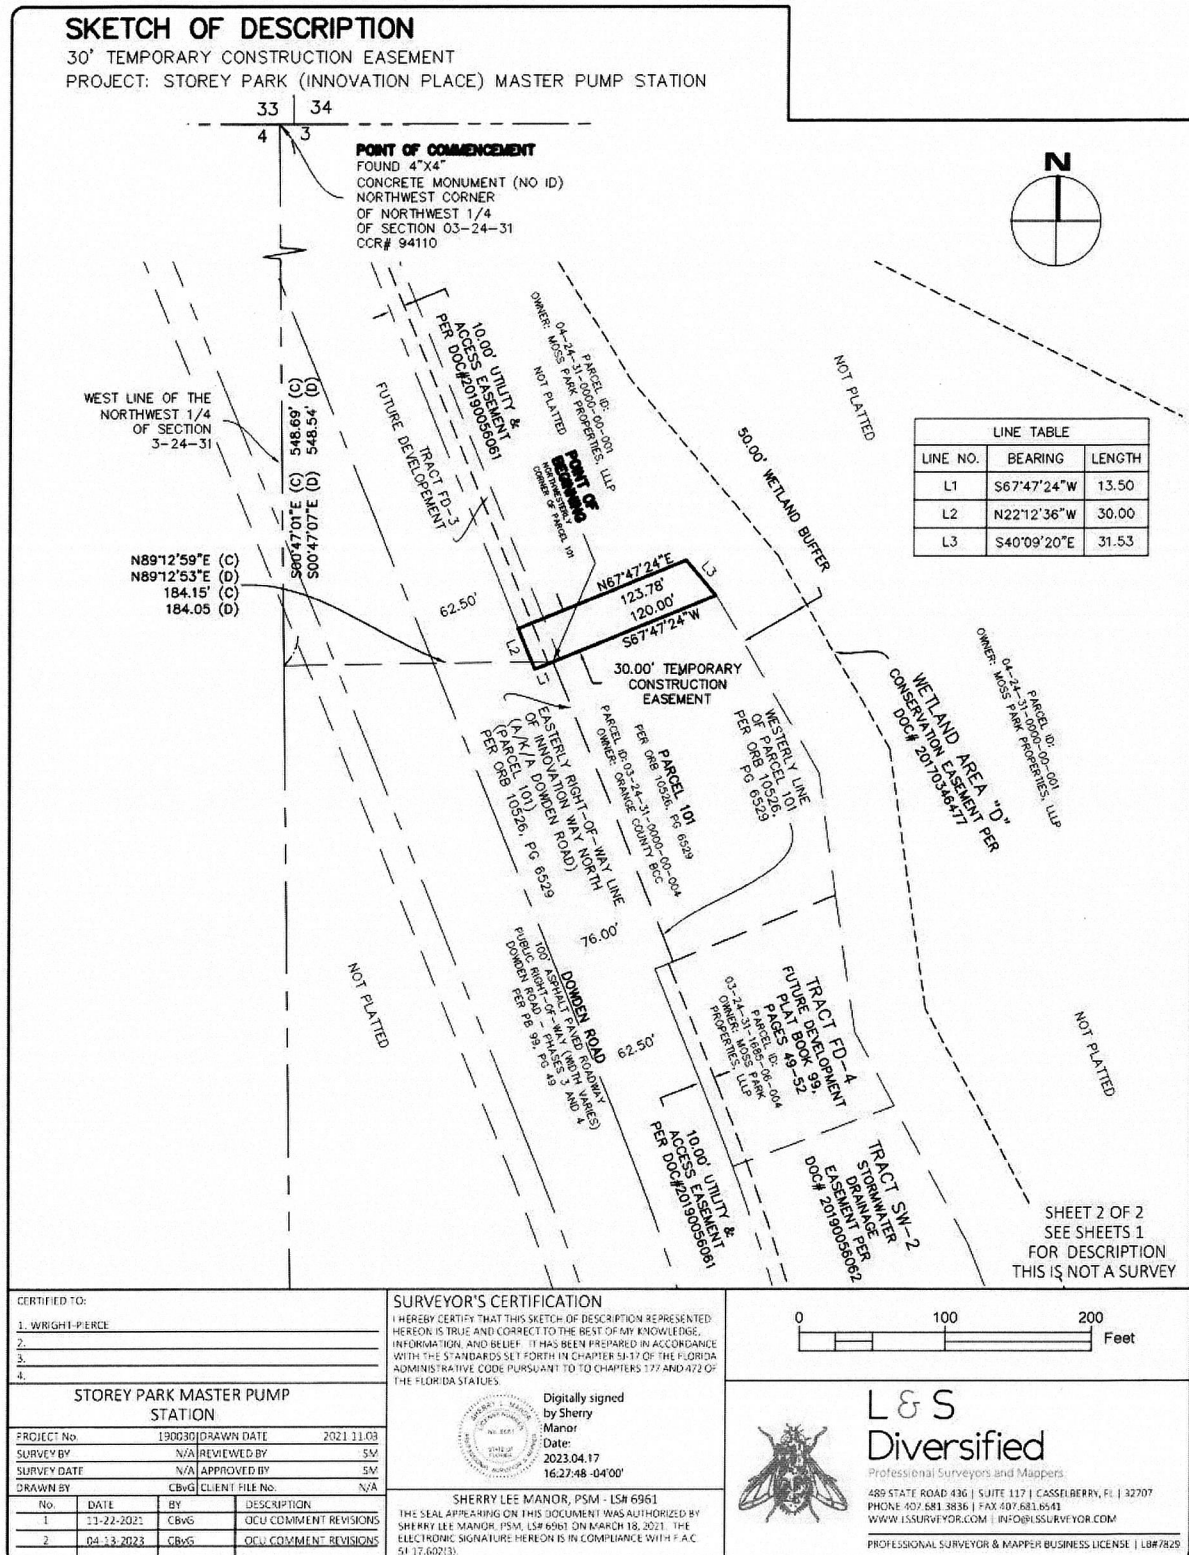 SKETCH OF DESCRIPTION
30' TEMPORARY CONSTRUCTION EASEMENT
PROJECT: STOREY PARK (INNOVATION PLACE) MASTER PUMP STATION
33 34
4 3
POINT OF COMMENCEMENT
FOUND 4"X4"
CONCRETE MONUMENT (NO ID)
NORTHWEST CORNER
OF NORTHWEST 1/4
OF SECTION 03-24-31
CCR# 94110
N
WEST LINE OF THE
NORTHWEST 1/4
OF SECTION
3-24-31
S00°47'01"E (C) 548.69' (C)
S00°47'07"E (D) 548.54' (D)
N89°12'59"E (C)
N89°12'53"E (D)
184.15' (C)
184.05 (D)
10.00' UTILITY &
ACCESS EASEMENT
PER DOC#20190056061
TRACT FD-3
FUTURE DEVELOPEMENT
PARCEL ID:
04-24-31-0000-00-001
OWNER: MOSS PARK PROPERTIES, LLLP
NOT PLATTED
POINT OF
BEGINNING
NORTHWESTERLY
CORNER OF PARCEL 101
NOT PLATTED
50.00' WETLAND BUFFER
LINE TABLE
LINE NO. BEARING LENGTH
L1 S67°47'24"W 13.50
L2 N22°12'36"W 30.00
L3 S40°09'20"E 31.53
62.50'
N67°47'24"E
123.78'
120.00'
S67°47'24"W
L3
L2
L1
30.00' TEMPORARY
CONSTRUCTION
EASEMENT
EASTERLY RIGHT-OF-WAY LINE
OF INNOVATION WAY NORTH
(A/K/A DOWDEN ROAD)
(PARCEL 101)
PER ORB 10526, PG 6529
PARCEL 101
PER ORB 10526, PG 6529
PARCEL ID:03-24-31-0000-00-004
OWNER: ORANGE COUNTY BCC
WESTERLY LINE
OF PARCEL 101
PER ORB 10526,
PG 6529
WETLAND AREA "D"
CONSERVATION EASEMENT PER
DOC# 20170346477
PARCEL ID:
04-24-31-0000-00-001
OWNER: MOSS PARK PROPERTIES, LLLP
76.00'
NOT PLATTED
DOWDEN ROAD
100' ASPHALT PAVED ROADWAY
PUBLIC RIGHT-OF-WAY (WIDTH VARIES)
DOWDEN ROAD - PHASES 3 AND 4
PER PB 99, PG 49
62.50'
TRACT FD-4
FUTURE DEVELOPMENT
PLAT BOOK 99,
PAGES 49-52
PARCEL ID:
03-24-31-1685-06-004
OWNER: MOSS PARK
PROPERTIES, LLLP
NOT PLATTED
10.00' UTILITY &
ACCESS EASEMENT
PER DOC#20190056061
TRACT SW-2
STORMWATER
DRAINAGE
EASEMENT PER
DOC# 20190056062
SHEET 2 OF 2
SEE SHEETS 1
FOR DESCRIPTION
THIS IS NOT A SURVEY
CERTIFIED TO:
1. WRIGHT-PIERCE
2.
3.
4.
STOREY PARK MASTER PUMP
STATION
PROJECT No. 190030 DRAWN DATE 2021.11.03
SURVEY BY N/A REVIEWED BY SM
SURVEY DATE N/A APPROVED BY SM
DRAWN BY CBvG CLIENT FILE No. N/A
No. DATE BY DESCRIPTION
1 11-22-2021 CBvG OCU COMMENT REVISIONS
2 04-13-2023 CBvG OCU COMMENT REVISIONS
SURVEYOR'S CERTIFICATION
I HEREBY CERTIFY THAT THIS SKETCH OF DESCRIPTION REPRESENTED
HEREON IS TRUE AND CORRECT TO THE BEST OF MY KNOWLEDGE,
INFORMATION, AND BELIEF. IT HAS BEEN PREPARED IN ACCORDANCE
WITH THE STANDARDS SET FORTH IN CHAPTER 5J-17 OF THE FLORIDA
ADMINISTRATIVE CODE PURSUANT TO TO CHAPTERS 177 AND 472 OF
THE FLORIDA STATUES.
Digitally signed
by Sherry
Manor
Date:
2023.04.17
16:27:48 -04'00'
SHERRY LEE MANOR, PSM - LS# 6961
THE SEAL APPEARING ON THIS DOCUMENT WAS AUTHORIZED BY
SHERRY LEE MANOR, PSM, LS# 6961 ON MARCH 18, 2021. THE
ELECTRONIC SIGNATURE HEREON IS IN COMPLIANCE WITH F.A.C.
5J-17.602(3).
0 100 200
Feet
L & S
Diversified
Professional Surveyors and Mappers
489 STATE ROAD 436 | SUITE 117 | CASSELBERRY, FL | 32707
PHONE 407.681.3836 | FAX 407.681.6541
WWW.LSSURVEYOR.COM | INFO@LSSURVEYOR.COM
PROFESSIONAL SURVEYOR & MAPPER BUSINESS LICENSE | LB#7829